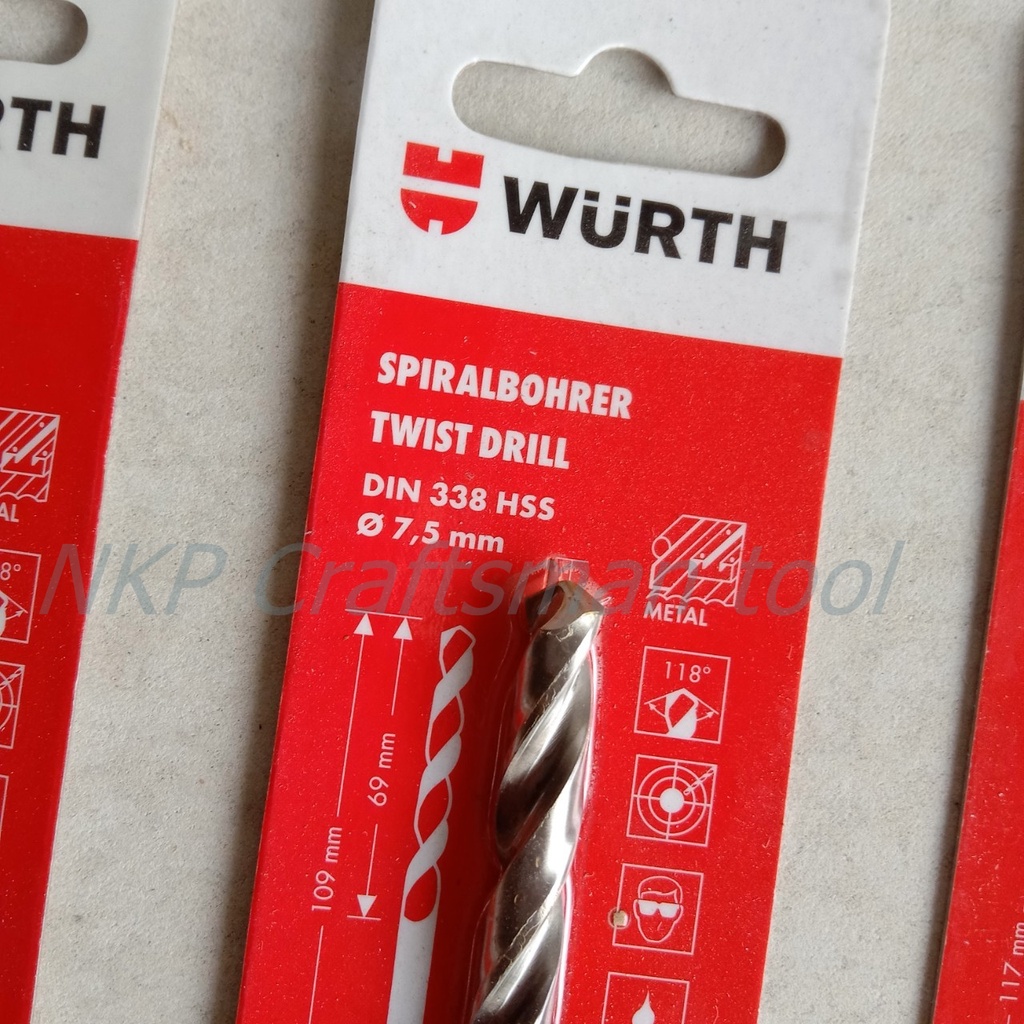 RTH
WÜRTH
SPIRALBOHRER
TWIST DRILL
DIN 338 HSS
Ø 7,5 mm
METAL
118°
69 mm
109 mm
AL
8°
117 mm
NKP Craftsman tool